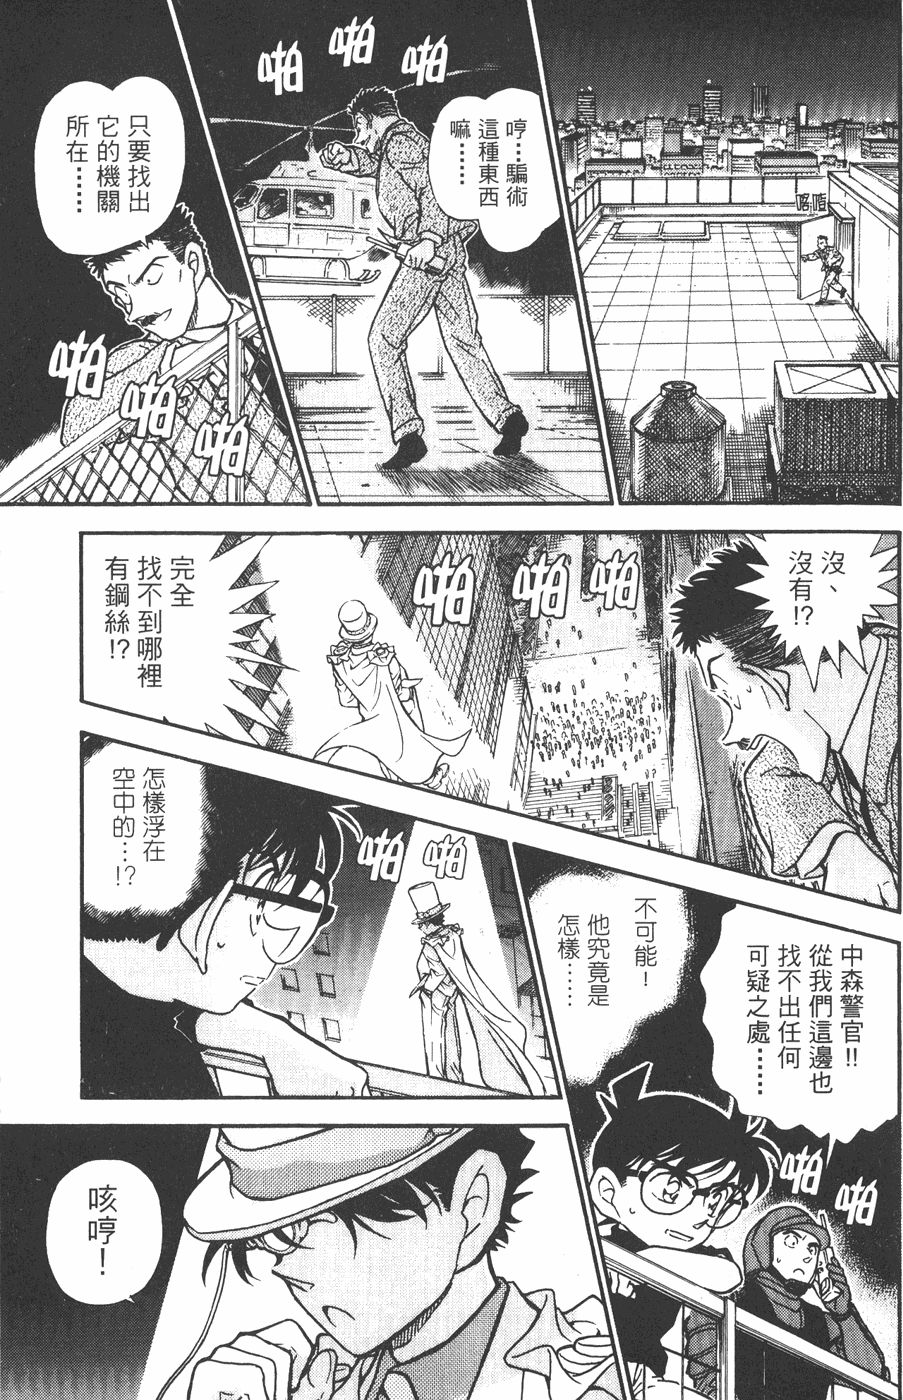 喀噠
哼…騙術
這種東西
嘛……
啪
啪
啪
只要找出
它的機關
所在……
啪
啪
啪
沒、
沒有!?
啪
啪
啪
完全
找不到哪裡
有鋼絲!?
中森警官!!
從我們這邊也
找不出任何
可疑之處……
啪
啪
不可能！
他究竟是
怎樣……
啪
啪
怎樣浮在
空中的…!?
咳哼！